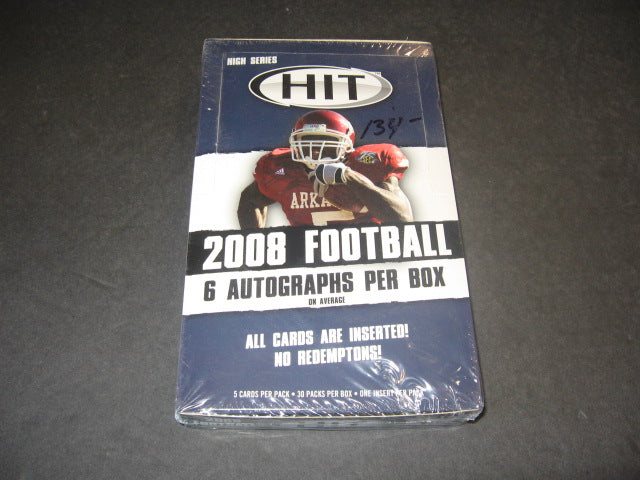 HIGH SERIES
HIT
139-
ARKA
2008 FOOTBALL
6 AUTOGRAPHS PER BOX
ON AVERAGE
ALL CARDS ARE INSERTED!
NO REDEMPTONS!
5 CARDS PER PACK • 30 PACKS PER BOX • ONE INSERT PER PACK